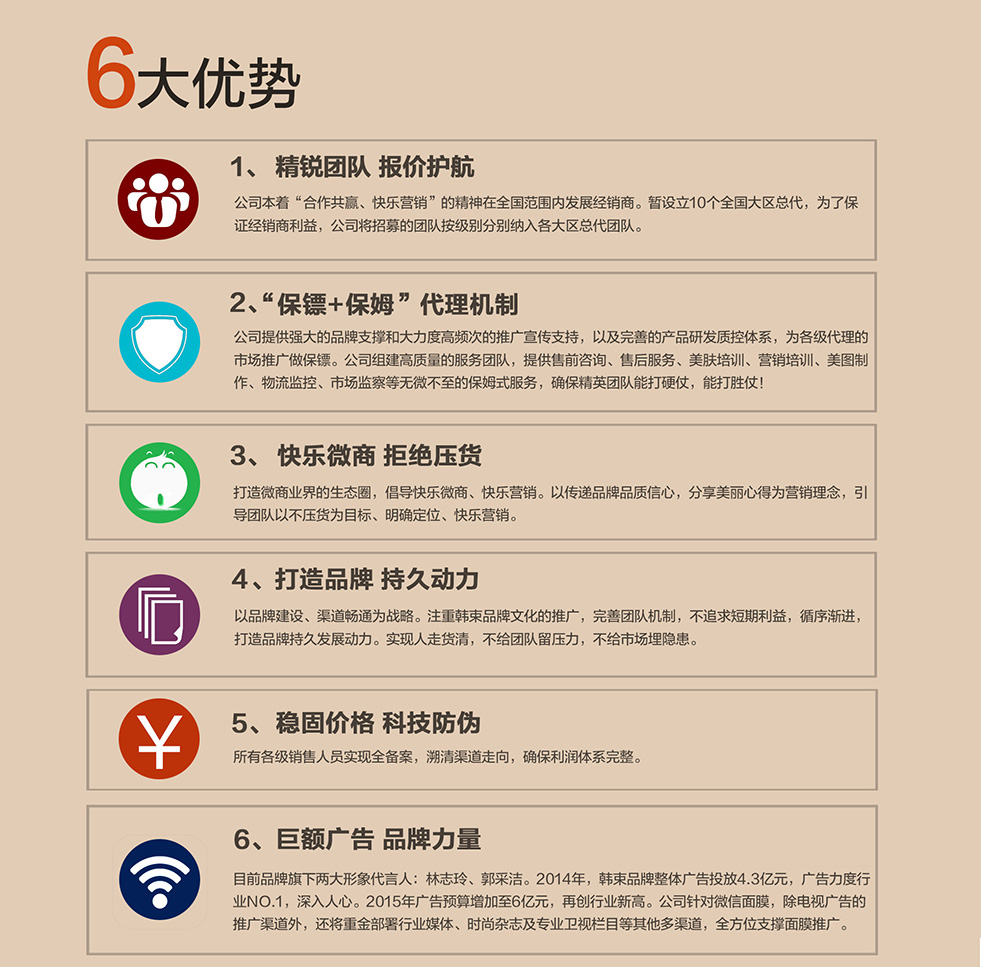 6大优势
1、 精锐团队 报价护航
公司本着“合作共赢、快乐营销”的精神在全国范围内发展经销商。暂设立10个全国大区总代，为了保
证经销商利益，公司将招募的团队按级别分别纳入各大区总代团队。
2、“保镖+保姆”代理机制
公司提供强大的品牌支撑和大力度高频次的推广宣传支持，以及完善的产品研发质控体系，为各级代理的
市场推广做保镖。公司组建高质量的服务团队，提供售前咨询、售后服务、美肤培训、营销培训、美图制
作、物流监控、市场监察等无微不至的保姆式服务，确保精英团队能打硬仗，能打胜仗！
3、 快乐微商 拒绝压货
打造微商业界的生态圈，倡导快乐微商、快乐营销。以传递品牌品质信心，分享美丽心得为营销理念，引
导团队以不压货为目标、明确定位、快乐营销。
4、打造品牌 持久动力
以品牌建设、渠道畅通为战略。注重韩束品牌文化的推广，完善团队机制，不追求短期利益，循序渐进，
打造品牌持久发展动力。实现人走货清，不给团队留压力，不给市场埋隐患。
¥
5、稳固价格 科技防伪
所有各级销售人员实现全备案，溯清渠道走向，确保利润体系完整。
6、巨额广告 品牌力量
目前品牌旗下两大形象代言人：林志玲、郭采洁。2014年，韩束品牌整体广告投放4.3亿元，广告力度行
业NO.1，深入人心。2015年广告预算增加至6亿元，再创行业新高。公司针对微信面膜，除电视广告的
推广渠道外，还将重金部署行业媒体、时尚杂志及专业卫视栏目等其他多渠道，全方位支撑面膜推广。